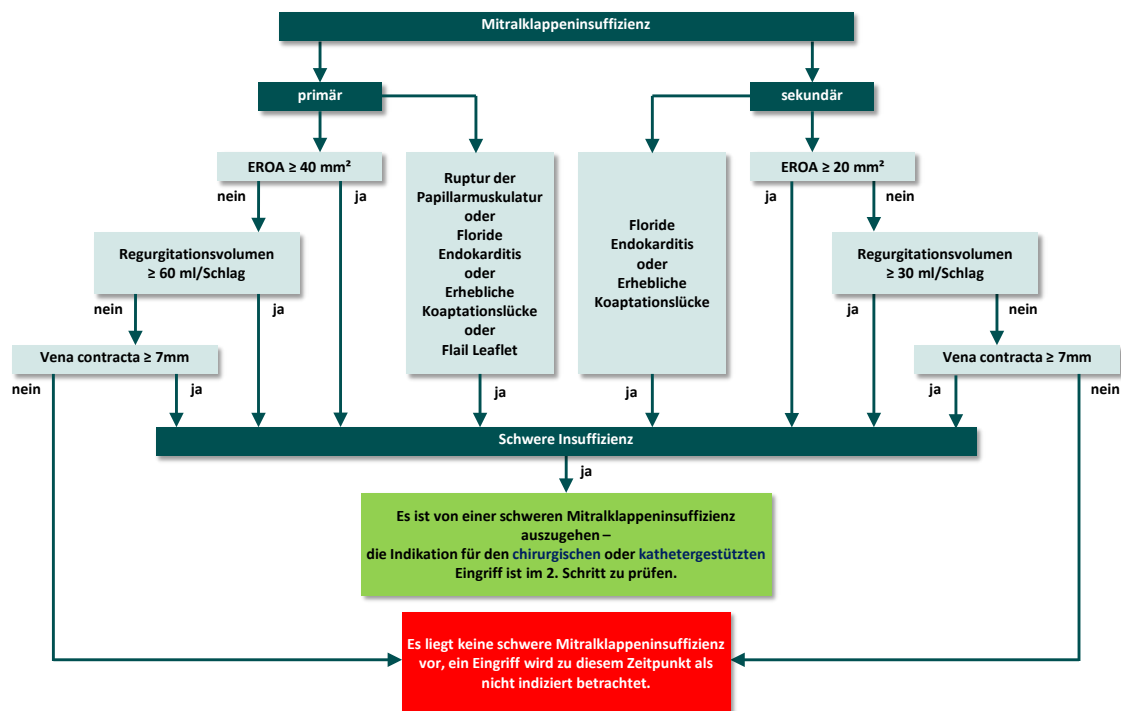 Mitralklappeninsuffizienz
primär
sekundär
EROA ≥ 40 mm²
EROA ≥ 20 mm²
nein
ja
ja
nein
Ruptur der
Papillarmuskulatur
oder
Floride
Endokarditis
oder
Erhebliche
Koaptationslücke
oder
Flail Leaflet
Floride
Endokarditis
oder
Erhebliche
Koaptationslücke
Regurgitationsvolumen
≥ 60 ml/Schlag
Regurgitationsvolumen
≥ 30 ml/Schlag
nein
ja
ja
nein
Vena contracta ≥ 7mm
Vena contracta ≥ 7mm
nein
ja
ja
ja
ja
nein
Schwere Insuffizienz
ja
Es ist von einer schweren Mitralklappeninsuffizienz
auszugehen –
die Indikation für den chirurgischen oder kathetergestützten
Eingriff ist im 2. Schritt zu prüfen.
Es liegt keine schwere Mitralklappeninsuffizienz
vor, ein Eingriff wird zu diesem Zeitpunkt als
nicht indiziert betrachtet.